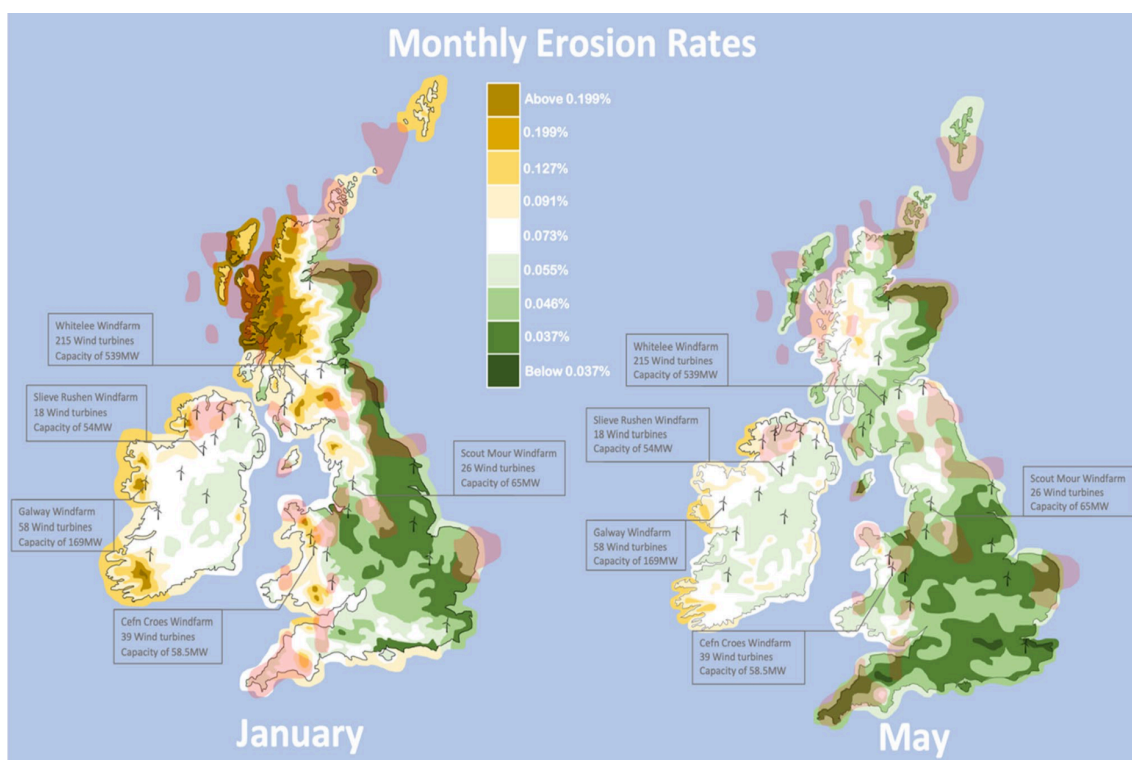 Monthly Erosion Rates
Above 0.199%
0.199%
0.127%
0.091%
0.073%
0.055%
0.046%
0.037%
Below 0.037%
Whitelee Windfarm
215 Wind turbines
Capacity of 539MW
Slieve Rushen Windfarm
18 Wind turbines
Capacity of 54MW
Scout Mour Windfarm
26 Wind turbines
Capacity of 65MW
Galway Windfarm
58 Wind turbines
Capacity of 169MW
Cefn Croes Windfarm
39 Wind turbines
Capacity of 58.5MW
January
Whitelee Windfarm
215 Wind turbines
Capacity of 539MW
Slieve Rushen Windfarm
18 Wind turbines
Capacity of 54MW
Scout Mour Windfarm
26 Wind turbines
Capacity of 65MW
Galway Windfarm
58 Wind turbines
Capacity of 169MW
Cefn Croes Windfarm
39 Wind turbines
Capacity of 58.5MW
May